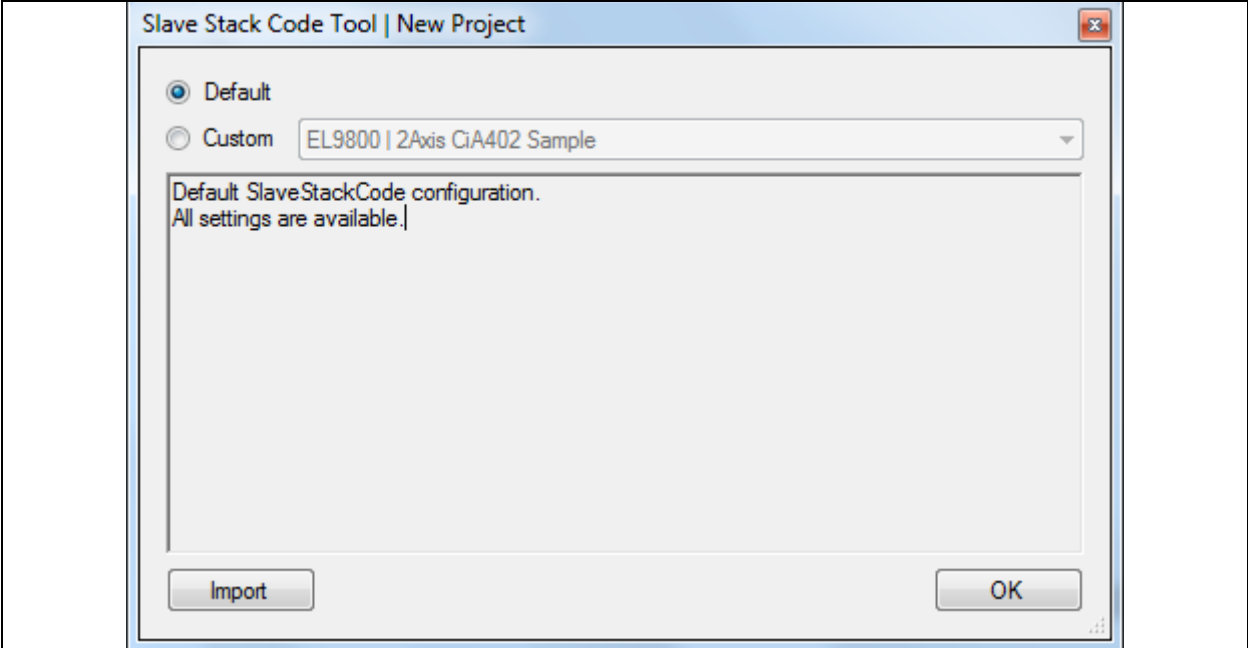 Slave Stack Code Tool | New Project
Default
Custom
EL9800 | 2Axis CiA402 Sample
Default SlaveStackCode configuration.
All settings are available.
Import
OK